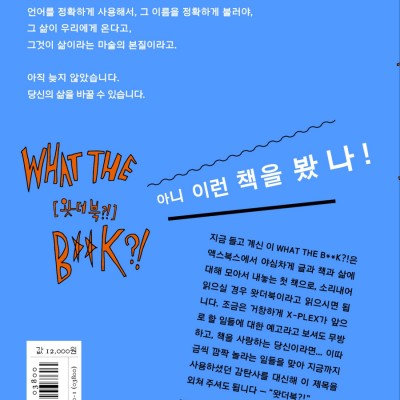 언어를 정확하게 사용해서, 그 이름을 정확하게 불러야,
그 삶이 우리에게 온다고,
그것이 삶이라는 마술의 본질이라고.
아직 늦지 않았습니다.
당신의 삶을 바꿀 수 있습니다.
WHAT THE
[왓더북?!]
B**K?!
아니 이런 책을 봤나!
지금 들고 계신 이 WHAT THE B**K?!은
엑스북스에서 야심차게 글과 책과 삶에
대해 모아서 내놓는 첫 책으로, 소리내어
읽으실 경우 왓더북이라고 읽으시면 됩
니다. 조금은 거창하게 X-PLEX가 앞으
로 할 일들에 대한 예고라고 보셔도 무방
하고, 책을 사랑하는 당신이라면... 이따
금씩 깜짝 놀라는 일들을 맞아 지금까지
사용하셨던 감탄사를 대신해 이 제목을
외쳐 주셔도 됩니다 — “왓더북?!”
값 12,000원
03800
(03800)